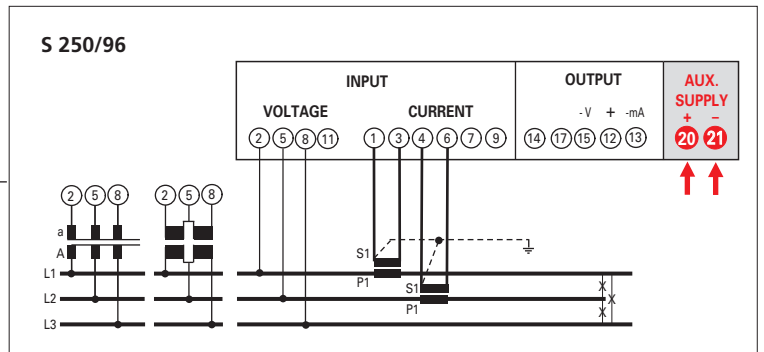 S 250/96
INPUT
OUTPUT
AUX.
SUPPLY
VOLTAGE
CURRENT
- V + -mA
+ –
2 5 8 11 1 3 4 6 7 9 14 17 15 12 13 20 21
2 5 8 2 5 8
a
A
S1
L1
P1
S1
L2
P1
L3